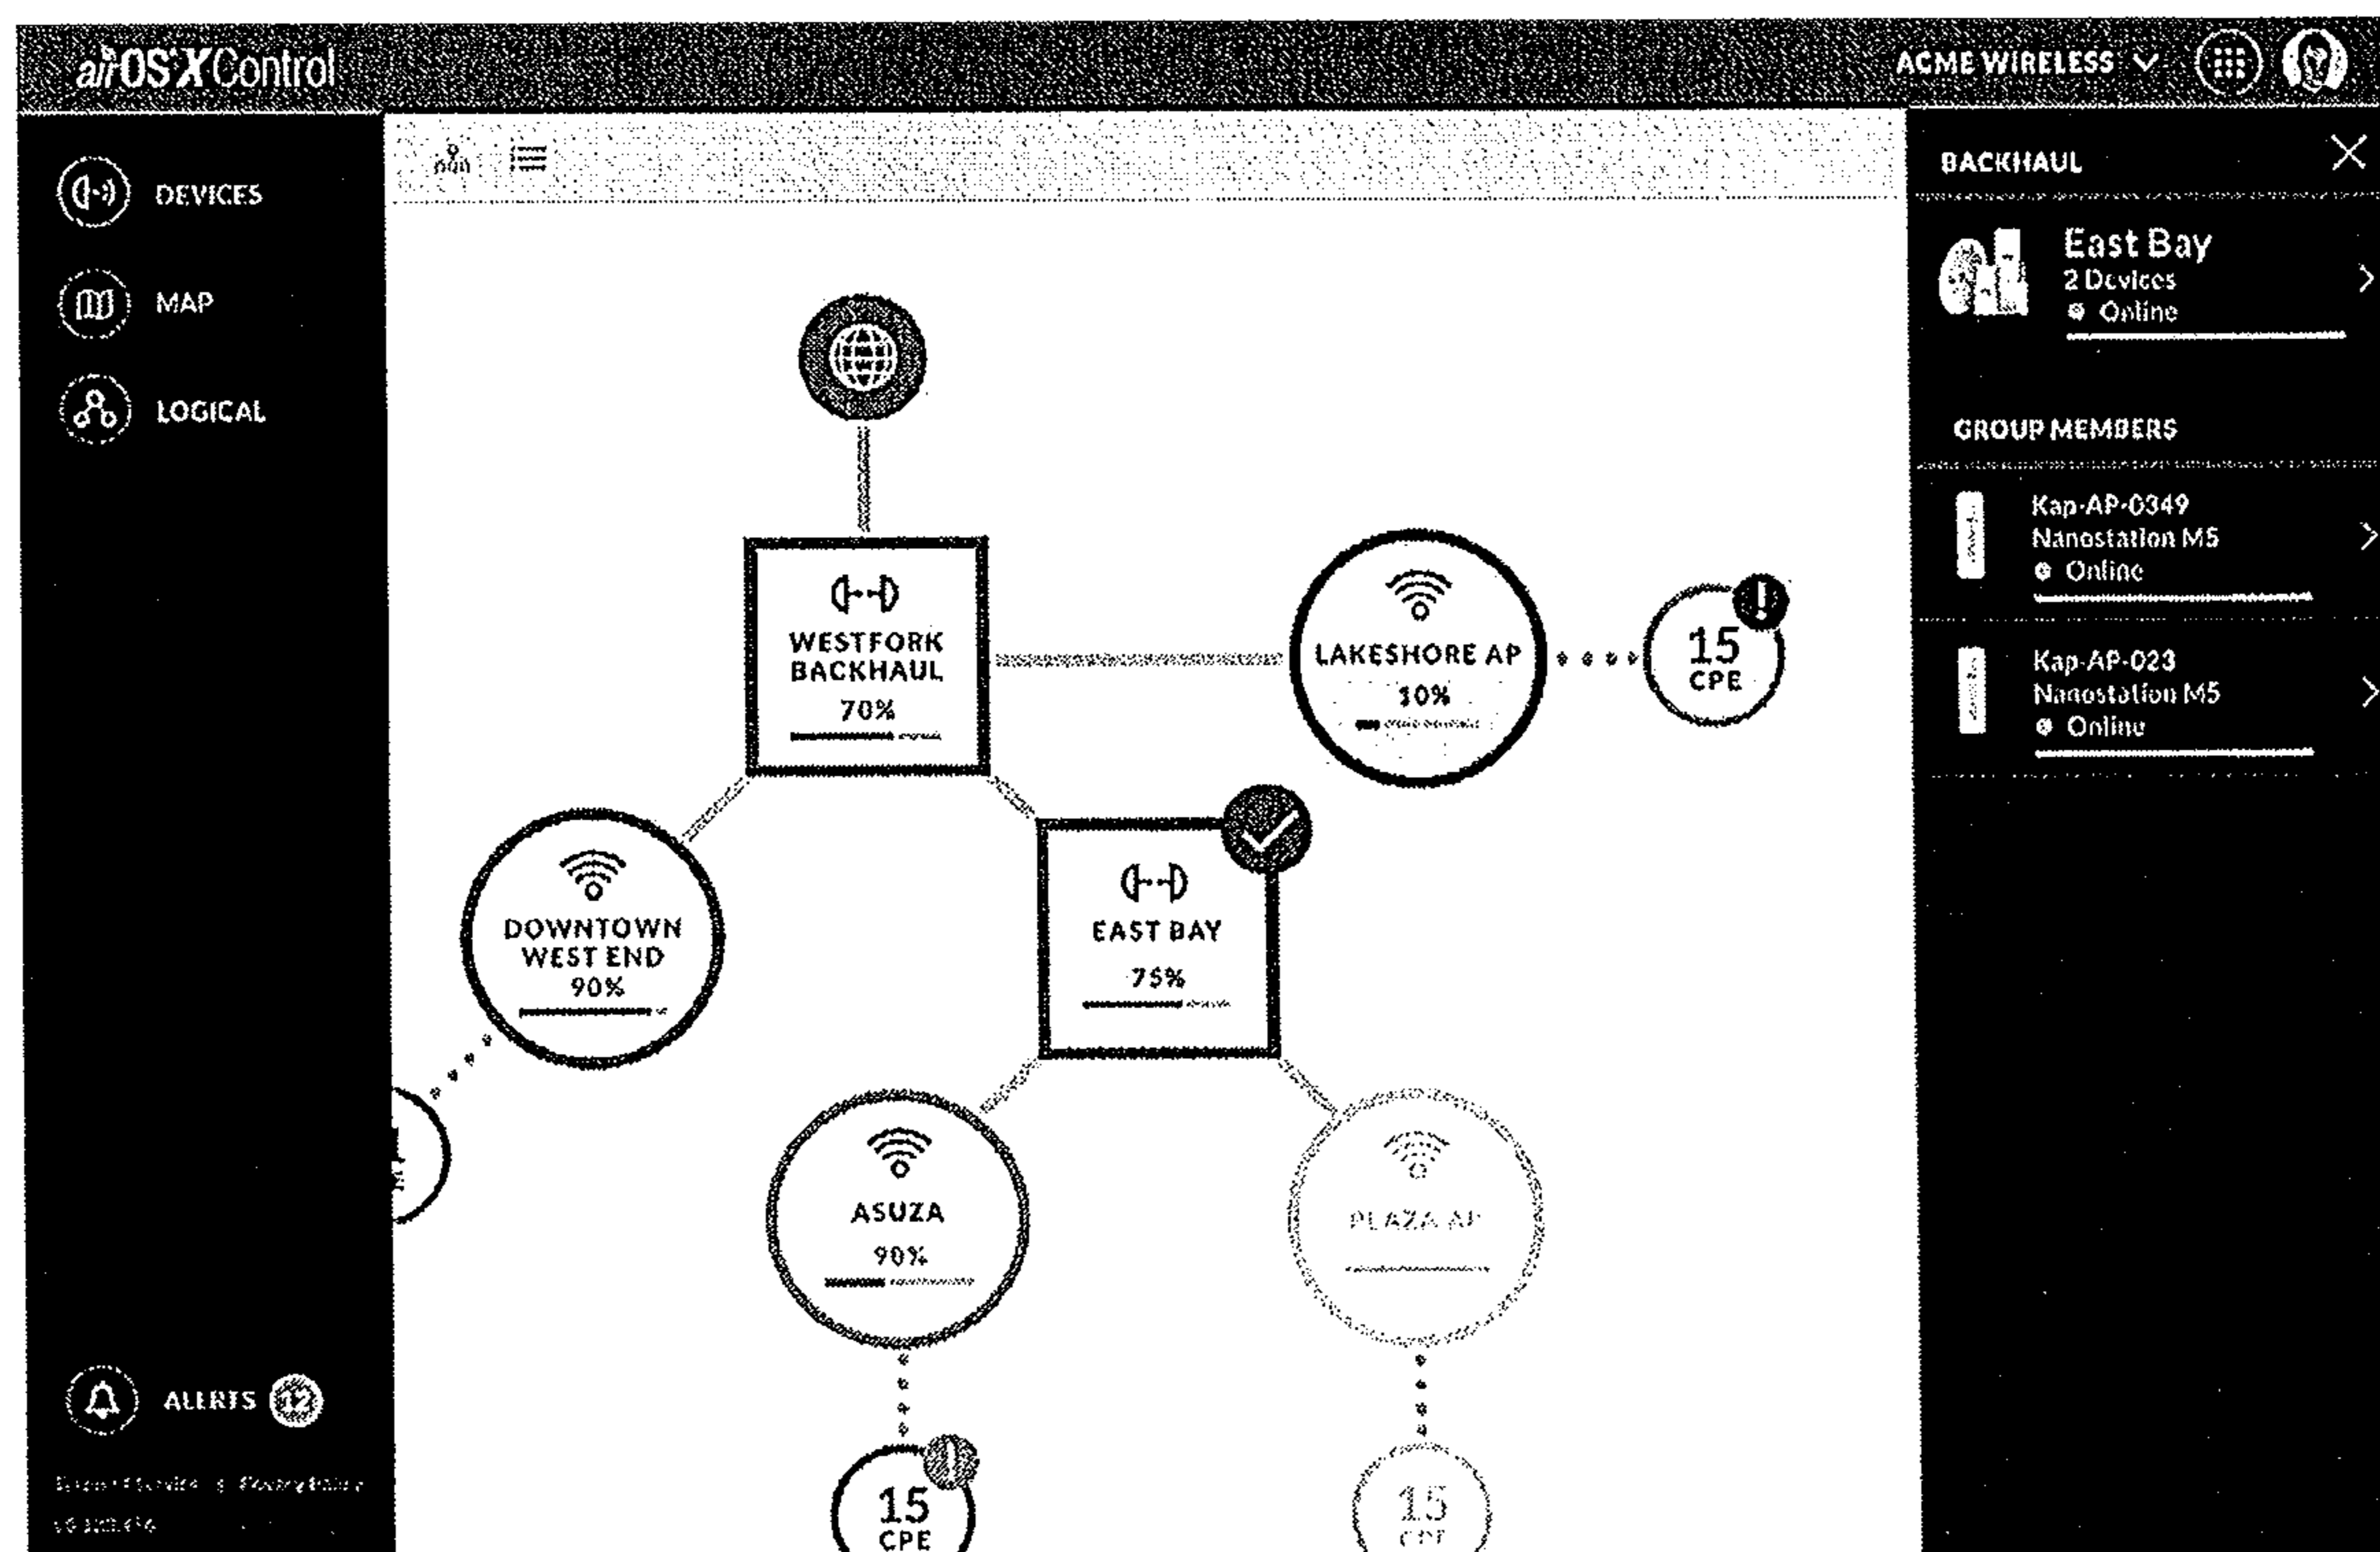 airOS X Control
ACME WIRELESS
DEVICES
MAP
LOGICAL
ALERTS 12
WESTFORK
BACKHAUL
70%
LAKESHORE AP
10%
15
CPE
DOWNTOWN
WEST END
90%
EAST BAY
75%
ASUZA
90%
PLAZA AP
15
CPE
15
CPE
BACKHAUL
East Bay
2 Devices
Online
GROUP MEMBERS
Kap-AP-0349
Nanostation M5
Online
Kap-AP-023
Nanostation M5
Online